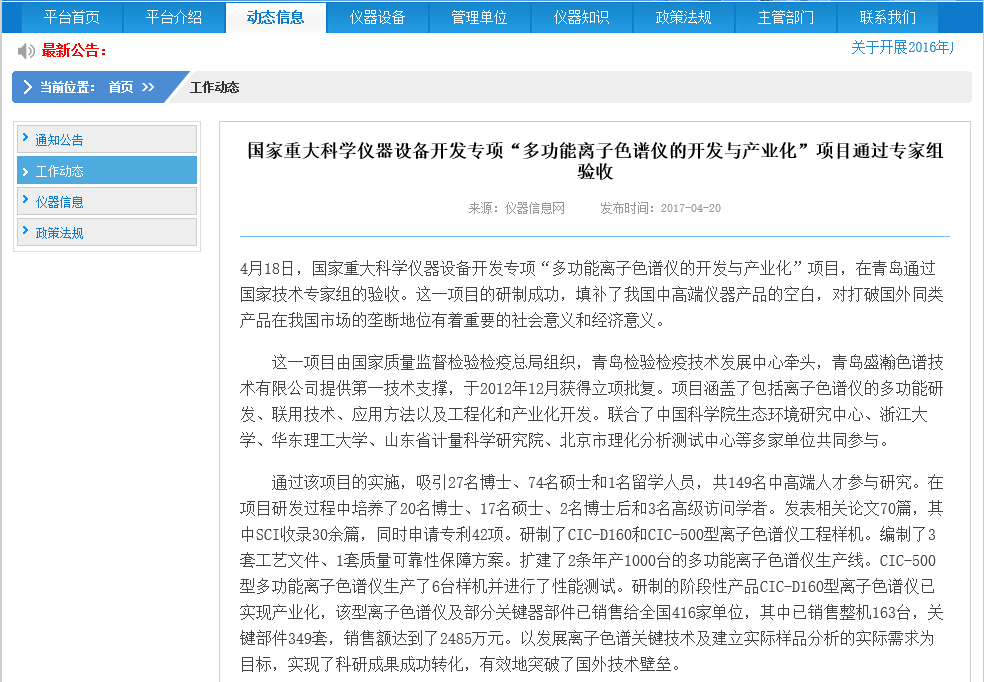 平台首页 平台介绍 动态信息 仪器设备 管理单位 仪器知识 政策法规 主管部门 联系我们
最新公告： 关于开展2016年
当前位置： 首页 >> 工作动态
通知公告
工作动态
仪器信息
政策法规
国家重大科学仪器设备开发专项“多功能离子色谱仪的开发与产业化”项目通过专家组
验收
来源：仪器信息网 发布时间：2017-04-20
4月18日，国家重大科学仪器设备开发专项“多功能离子色谱仪的开发与产业化”项目，在青岛通过
国家技术专家组的验收。这一项目的研制成功，填补了我国中高端仪器产品的空白，对打破国外同类
产品在我国市场的垄断地位有着重要的社会意义和经济意义。
这一项目由国家质量监督检验检疫总局组织，青岛检验检疫技术发展中心牵头，青岛盛瀚色谱技
术有限公司提供第一技术支撑，于2012年12月获得立项批复。项目涵盖了包括离子色谱仪的多功能研
发、联用技术、应用方法以及工程化和产业化开发。联合了中国科学院生态环境研究中心、浙江大
学、华东理工大学、山东省计量科学研究院、北京市理化分析测试中心等多家单位共同参与。
通过该项目的实施，吸引27名博士、74名硕士和1名留学人员，共149名中高端人才参与研究。在
项目研发过程中培养了20名博士、17名硕士、2名博士后和3名高级访问学者。发表相关论文70篇，其
中SCI收录30余篇，同时申请专利42项。研制了CIC-D160和CIC-500型离子色谱仪工程样机。编制了3
套工艺文件、1套质量可靠性保障方案。扩建了2条年产1000台的多功能离子色谱仪生产线。CIC-500
型多功能离子色谱仪生产了6台样机并进行了性能测试。研制的阶段性产品CIC-D160型离子色谱仪已
实现产业化，该型离子色谱仪及部分关键器部件已销售给全国416家单位，其中已销售整机163台，关
键部件349套，销售额达到了2485万元。以发展离子色谱关键技术及建立实际样品分析的实际需求为
目标，实现了科研成果成功转化，有效地突破了国外技术壁垒。